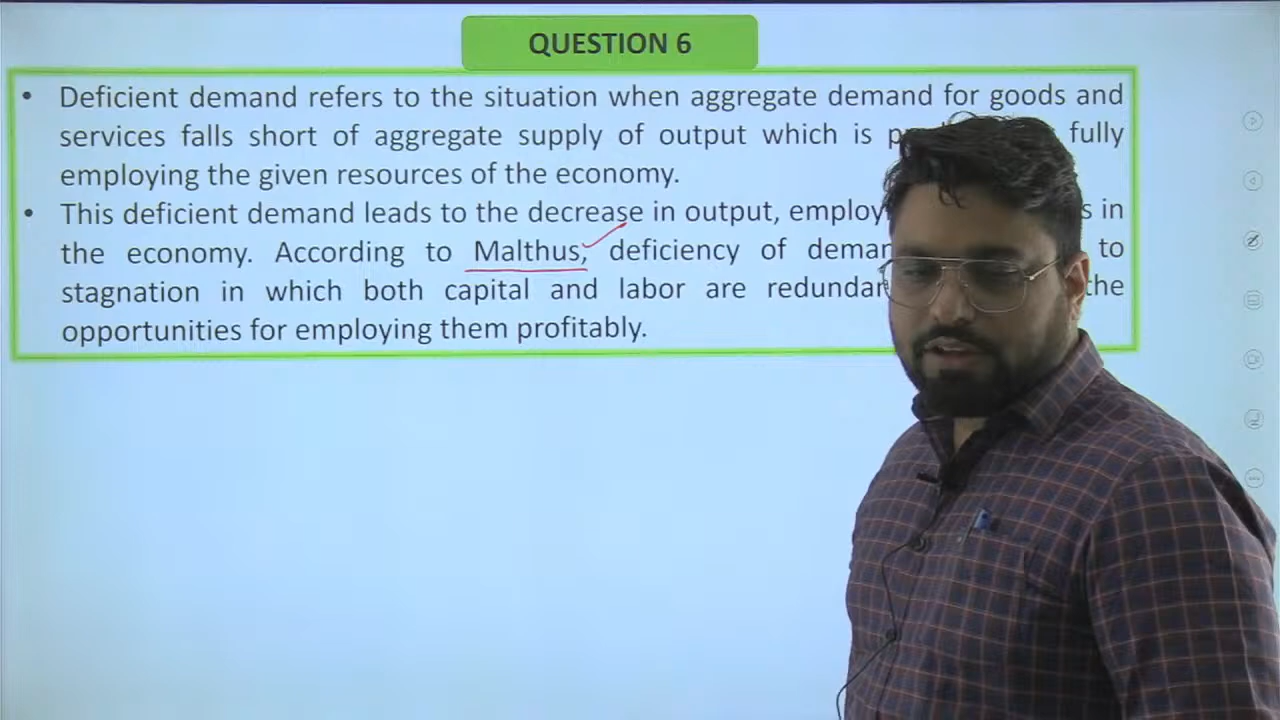 QUESTION 6
• Deficient demand refers to the situation when aggregate demand for goods and
services falls short of aggregate supply of output which is fully
employing the given resources of the economy.
• This deficient demand leads to the decrease in output, in
the economy. According to Malthus, deficiency of to
stagnation in which both capital and labor are the
opportunities for employing them profitably.